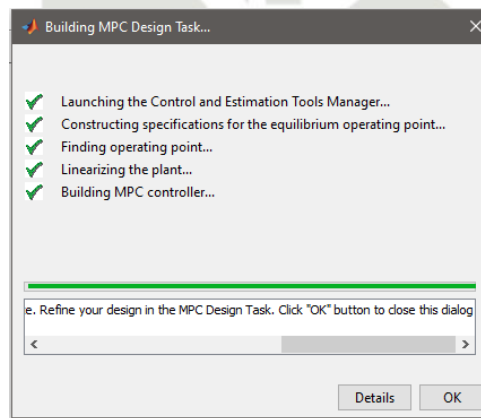 Building MPC Design Task...
Launching the Control and Estimation Tools Manager...
Constructing specifications for the equilibrium operating point...
Finding operating point...
Linearizing the plant...
Building MPC controller...
e. Refine your design in the MPC Design Task. Click "OK" button to close this dialog
Details
OK